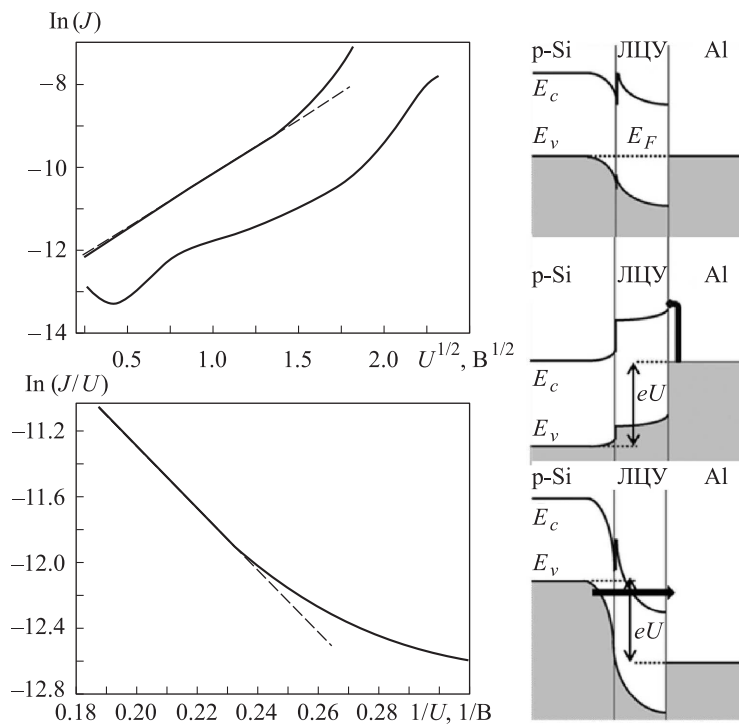 ln (J)
−8
−10
−12
−14
0.5
1.0
1.5
2.0
U^{1/2}, В^{1/2}
ln (J/U)
−11.2
−11.6
−12.0
−12.4
−12.8
0.18
0.20
0.22
0.24
0.26
0.28
1/U, 1/В
p-Si
ЛЦУ
Al
E_c
E_v
E_F
p-Si
ЛЦУ
Al
E_c
eU
E_v
p-Si
ЛЦУ
Al
E_c
E_v
eU